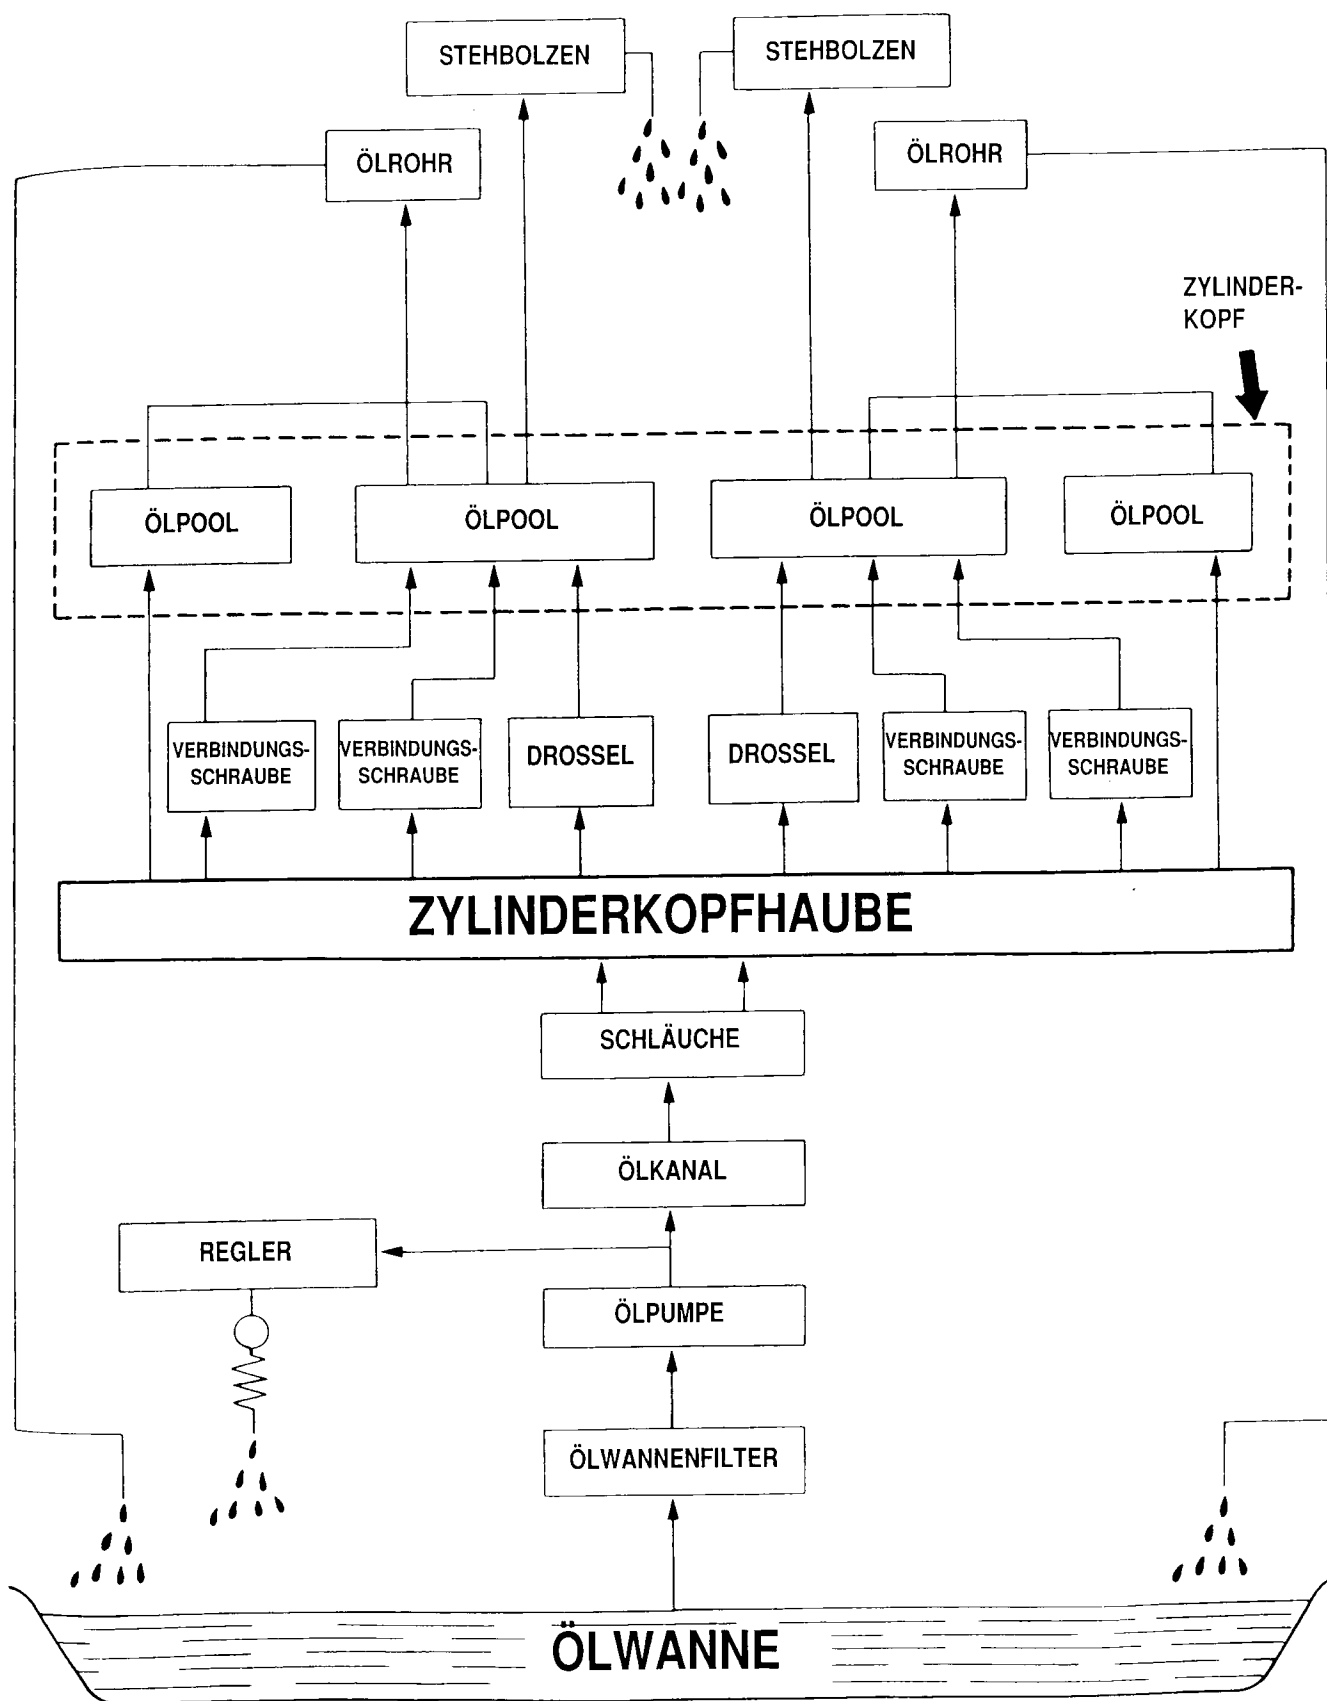 STEHBOLZEN
STEHBOLZEN
ÖLROHR
ÖLROHR
ZYLINDER-
KOPF
ÖLPOOL
ÖLPOOL
ÖLPOOL
ÖLPOOL
VERBINDUNGS-
SCHRAUBE
VERBINDUNGS-
SCHRAUBE
DROSSEL
DROSSEL
VERBINDUNGS-
SCHRAUBE
VERBINDUNGS-
SCHRAUBE
ZYLINDERKOPFHAUBE
SCHLÄUCHE
ÖLKANAL
REGLER
ÖLPUMPE
ÖLWANNENFILTER
ÖLWANNE